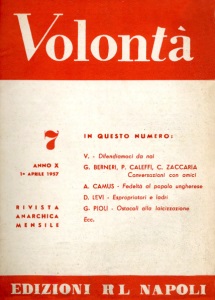 Volontà
7
ANNO X
1° APRILE 1957
RIVISTA
ANARCHICA
MENSILE
IN QUESTO NUMERO:
V. - Difendiamoci da noi
G. BERNERI, P. CALEFFI, C. ZACCARIA
Conversazioni con amici
A. CAMUS - Fedeltà al popolo ungherese
D. LEVI - Espropriatori e ladri
G. PIOLI - Ostacoli alla laicizzazione
Ecc.
EDIZIONI RL NAPOLI